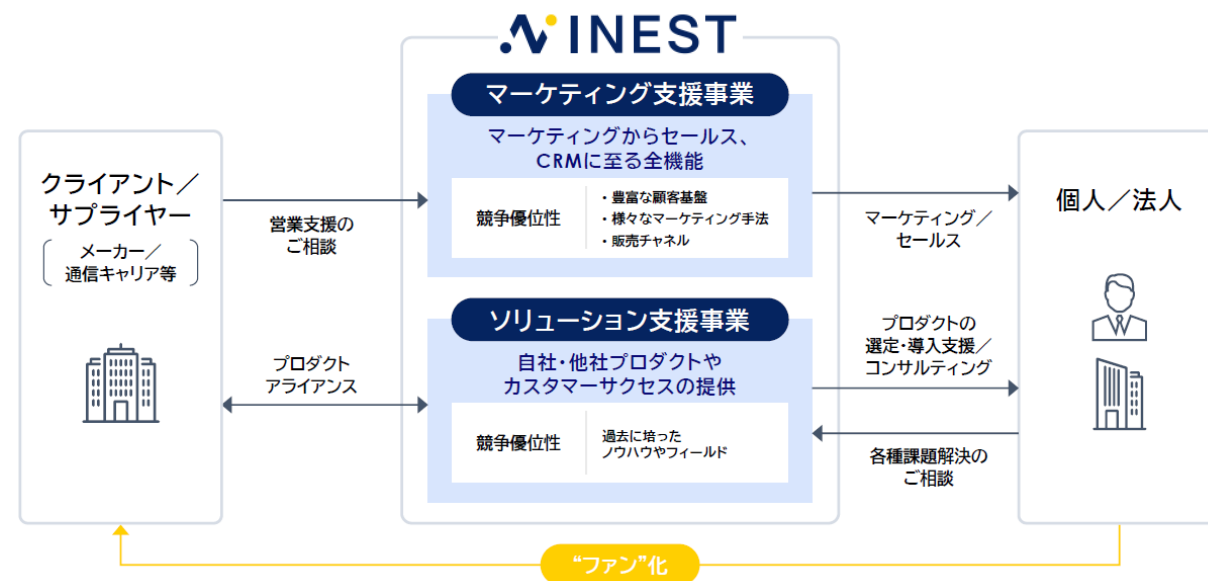 INEST
クライアント／
サプライヤー
メーカー／
通信キャリア等
営業支援の
ご相談
プロダクト
アライアンス
マーケティング支援事業
マーケティングからセールス、
CRMに至る全機能
競争優位性
・豊富な顧客基盤
・様々なマーケティング手法
・販売チャネル
ソリューション支援事業
自社・他社プロダクトや
カスタマーサクセスの提供
競争優位性
過去に培った
ノウハウやフィールド
マーケティング／
セールス
プロダクトの
選定・導入支援／
コンサルティング
各種課題解決の
ご相談
個人／法人
“ファン”化